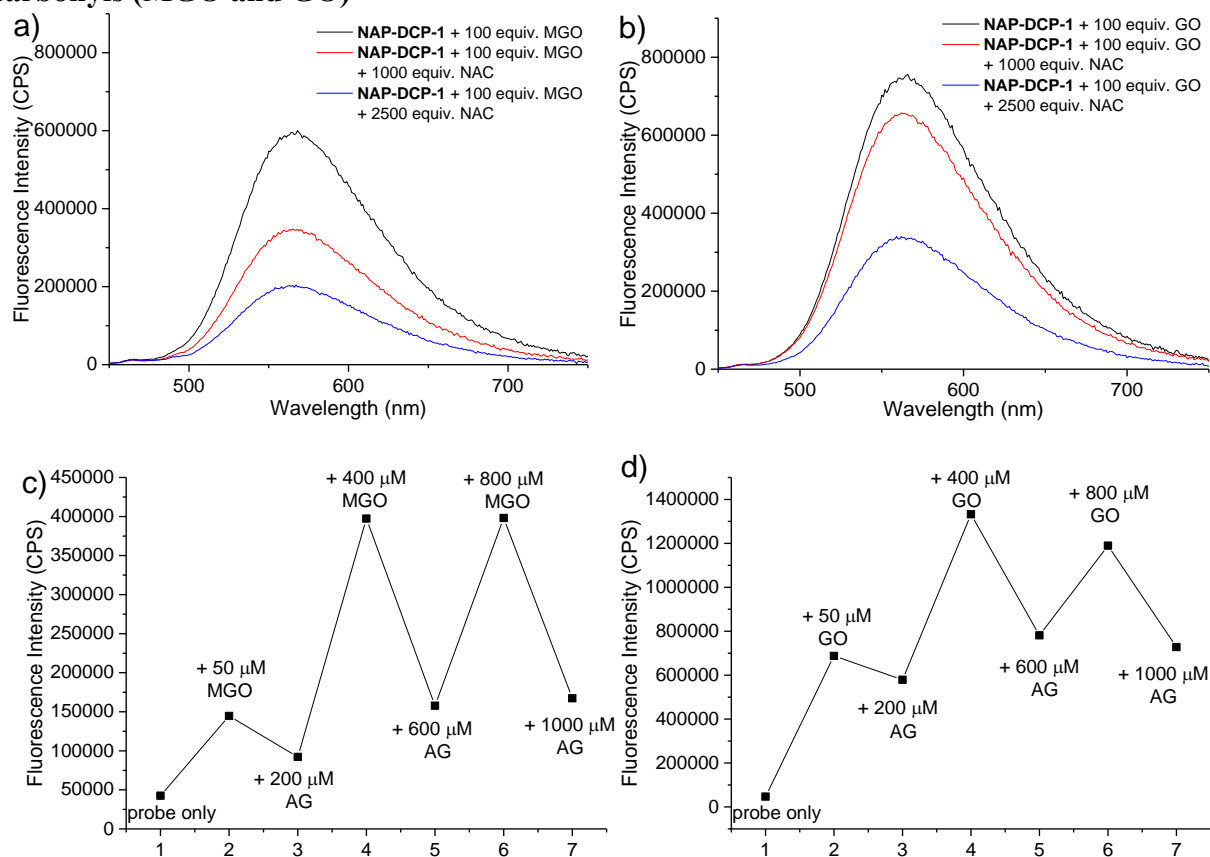 arbonyls (MGO and GO)
a)
NAP-DCP-1 + 100 equiv. MGO
NAP-DCP-1 + 100 equiv. MGO
+ 1000 equiv. NAC
NAP-DCP-1 + 100 equiv. MGO
+ 2500 equiv. NAC
800000
600000
400000
200000
0
500
600
700
Fluorescence Intensity (CPS)
Wavelength (nm)
b)
NAP-DCP-1 + 100 equiv. GO
NAP-DCP-1 + 100 equiv. GO
+ 1000 equiv. NAC
NAP-DCP-1 + 100 equiv. GO
+ 2500 equiv. NAC
800000
600000
400000
200000
0
500
600
700
Fluorescence Intensity (CPS)
Wavelength (nm)
c)
450000
400000
350000
300000
250000
200000
150000
100000
50000
0
Fluorescence Intensity (CPS)
probe only
+ 50 μM
MGO
+ 200 μM
AG
+ 400 μM
MGO
+ 600 μM
AG
+ 800 μM
MGO
+ 1000 μM
AG
1 2 3 4 5 6 7
d)
1400000
1200000
1000000
800000
600000
400000
200000
0
Fluorescence Intensity (CPS)
probe only
+ 50 μM
GO
+ 200 μM
AG
+ 400 μM
GO
+ 600 μM
AG
+ 800 μM
GO
+ 1000 μM
AG
1 2 3 4 5 6 7